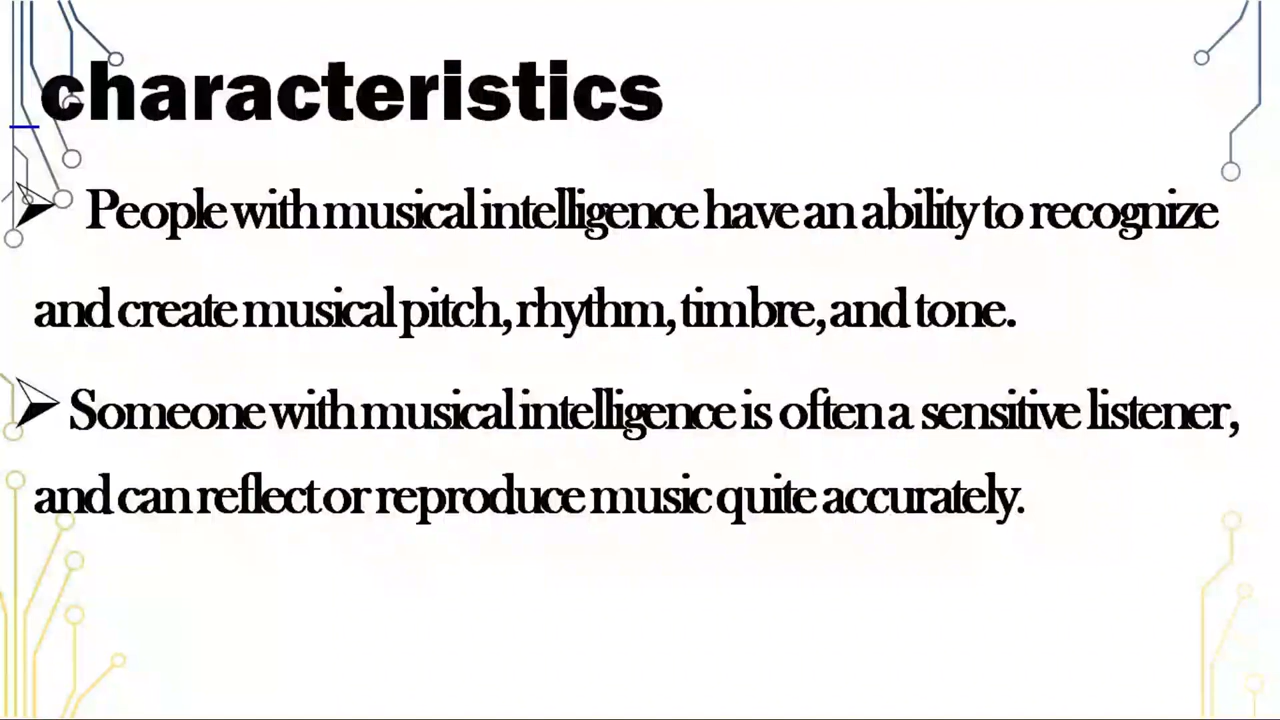 characteristics
People with musical intelligence have an ability to recognize
and create musical pitch, rhythm, timbre, and tone.
Someone with musical intelligence is often a sensitive listener,
and can reflect or reproduce music quite accurately.